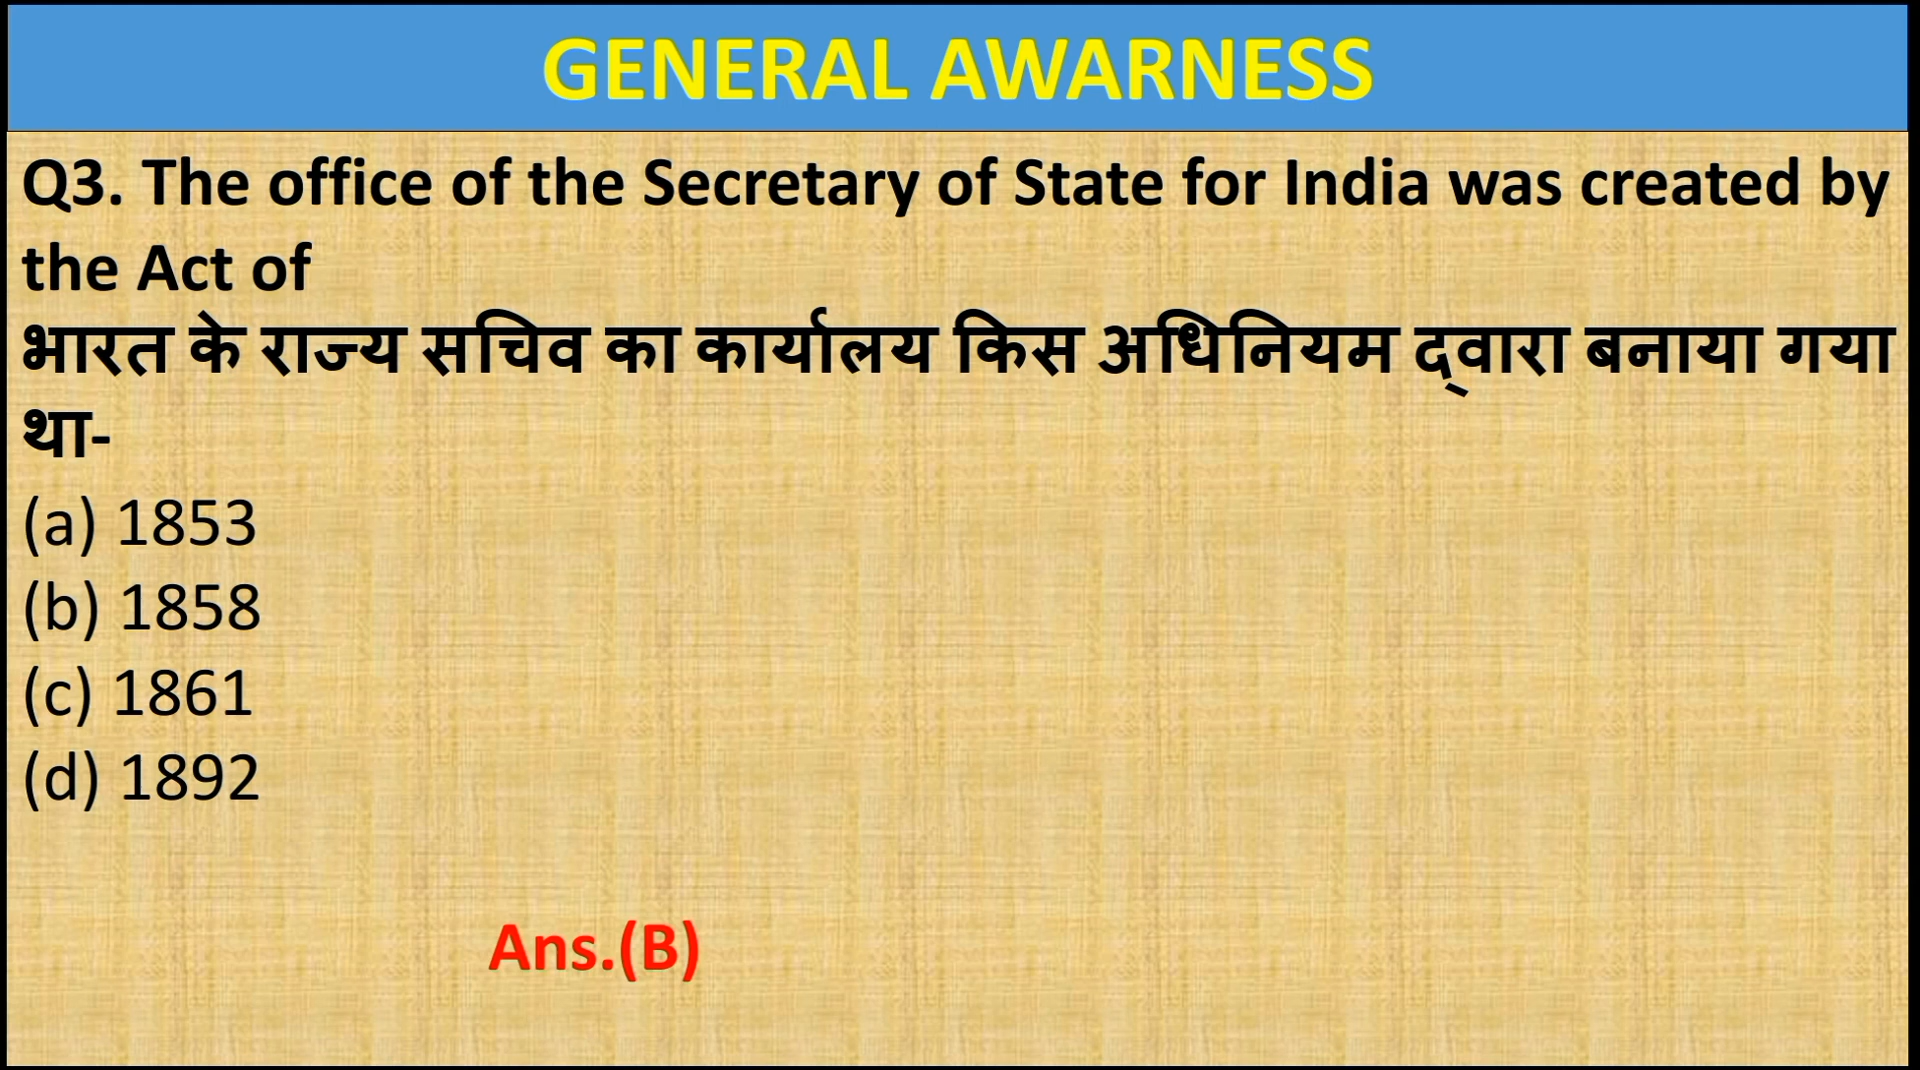 GENERAL AWARNESS
Q3. The office of the Secretary of State for India was created by
the Act of
भारत के राज्य सचिव का कार्यालय किस अधिनियम द्वारा बनाया गया
था-
(a) 1853
(b) 1858
(c) 1861
(d) 1892
Ans.(B)